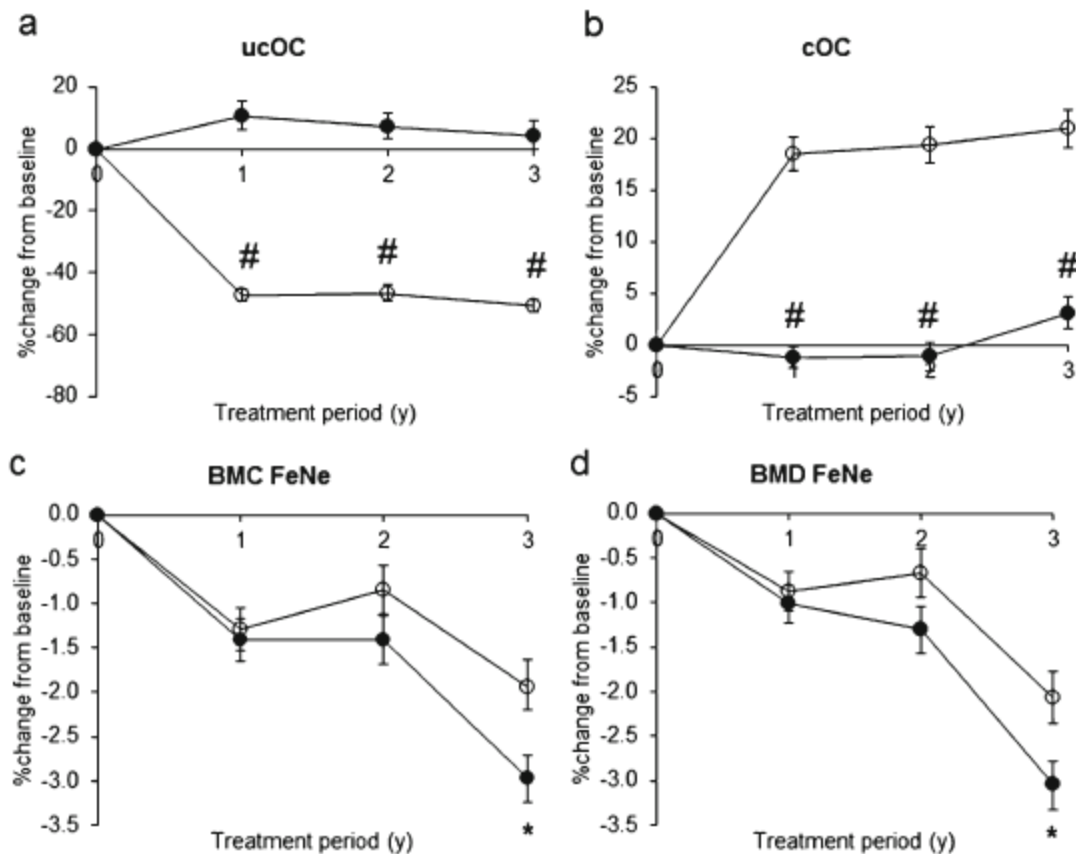 a
ucOC
20
0
-20
-40
-60
-80
0 1 2 3
# # #
%change from baseline
Treatment period (y)
b
cOC
25
20
15
10
5
0
-5
0 1 2 3
# # #
%change from baseline
Treatment period (y)
c
BMC FeNe
0.0
-0.5
-1.0
-1.5
-2.0
-2.5
-3.0
-3.5
0 1 2 3
%change from baseline
Treatment period (y)
*
d
BMD FeNe
0.0
-0.5
-1.0
-1.5
-2.0
-2.5
-3.0
-3.5
0 1 2 3
%change from baseline
Treatment period (y)
*